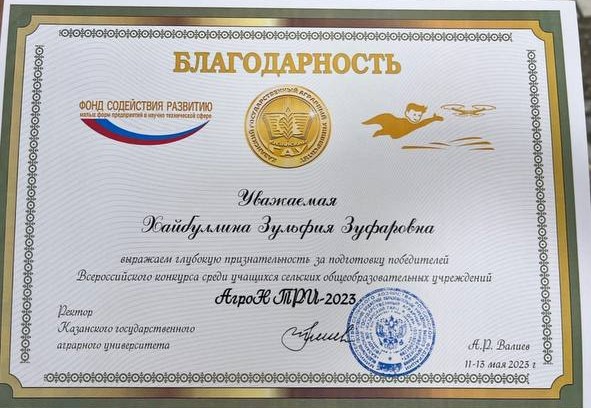 БЛАГОДАРНОСТЬ
ФОНД СОДЕЙСТВИЯ РАЗВИТИЮ
малых форм предприятий в научно-технической сфере
КАЗАНСКИЙ ГОСУДАРСТВЕННЫЙ АГРАРНЫЙ УНИВЕРСИТЕТ
Уважаемая
Хайбуллина Зульфия Зуфаровна
выражаем глубокую признательность за подготовку победителей
Всероссийского конкурса среди учащихся сельских общеобразовательных учреждений
АгроНТРИ-2023
Ректор
Казанского государственного
аграрного университета
А.Р. Валиев
11-13 мая 2023 г